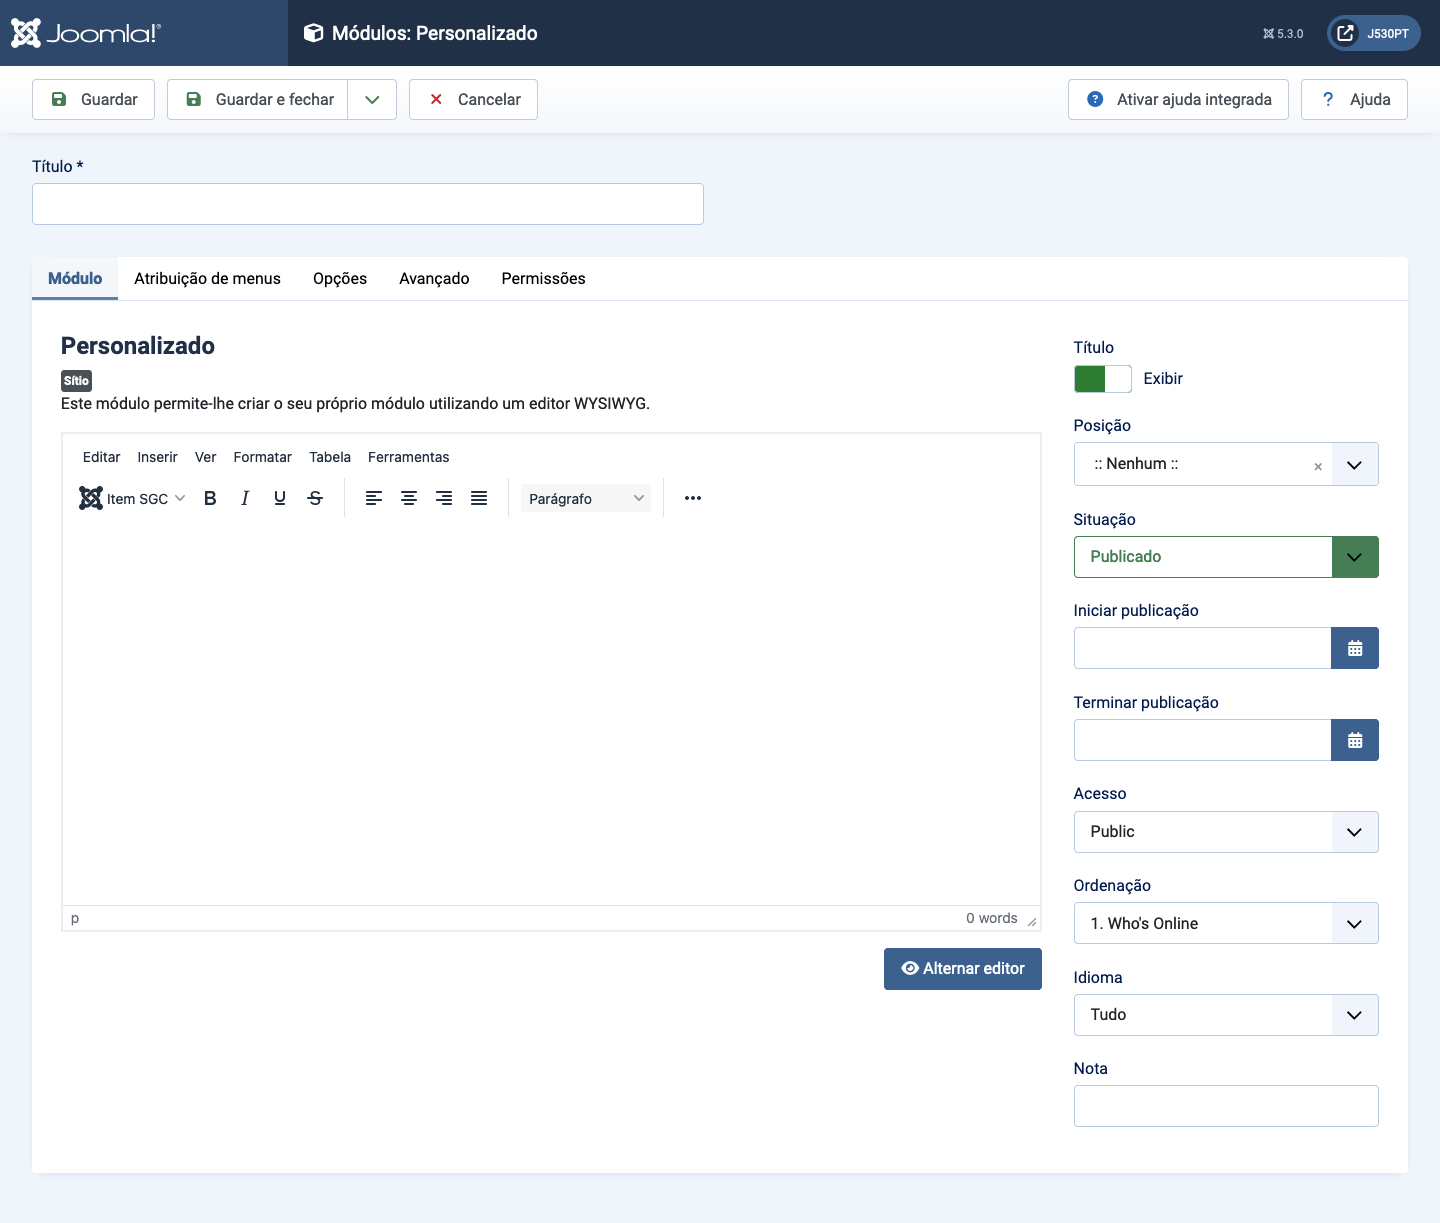 Joomla!®
Módulos: Personalizado
5.3.0
J530PT
Guardar
Guardar e fechar
Cancelar
Ativar ajuda integrada
? Ajuda
Título *
Módulo
Atribuição de menus
Opções
Avançado
Permissões
Personalizado
Sítio
Este módulo permite-lhe criar o seu próprio módulo utilizando um editor WYSIWYG.
Editar Inserir Ver Formatar Tabela Ferramentas
Item SGC B I U S Parágrafo
p
0 words
Alternar editor
Título
Exibir
Posição
:: Nenhum ::
Situação
Publicado
Iniciar publicação
Terminar publicação
Acesso
Public
Ordenação
1. Who's Online
Idioma
Tudo
Nota